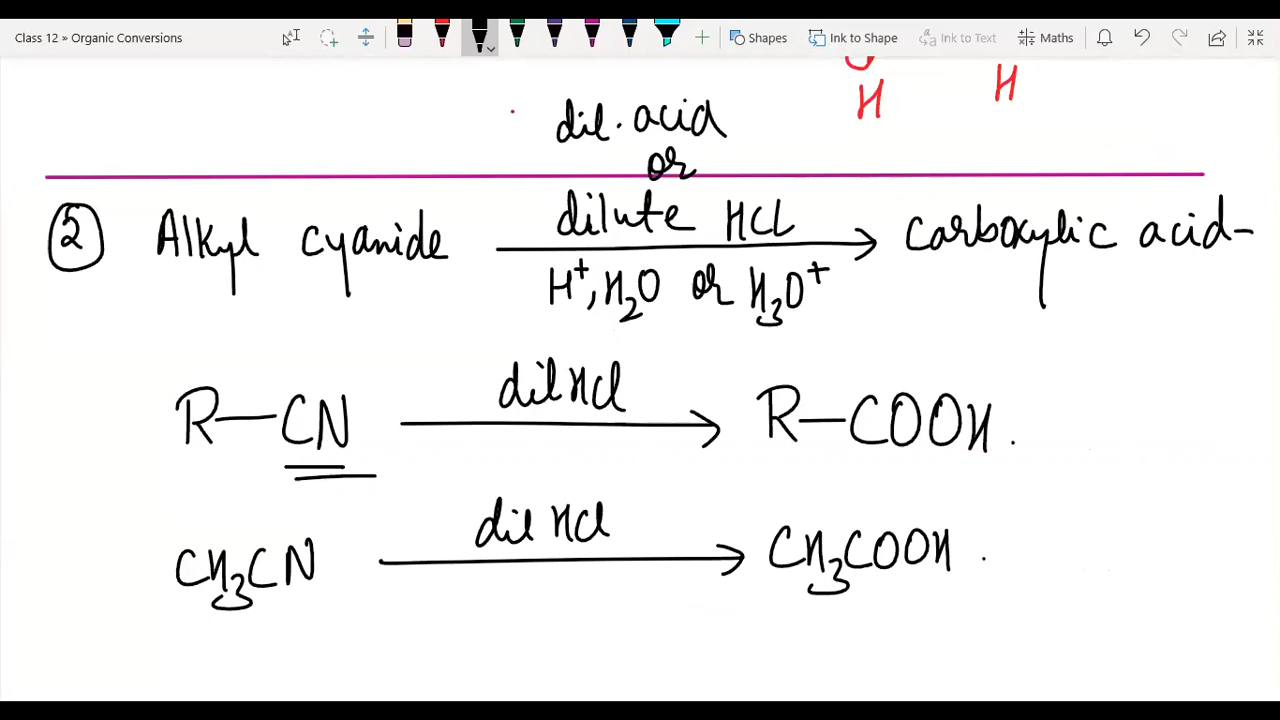 Class 12 » Organic Conversions
Shapes Ink to Shape Ink to Text Maths
H H
dil. acid
or
② Alkyl cyanide dilute HCl carboxylic acid-
H⁺, H₂O or H₃O⁺
R—CN dil HCl R—COOH.
CH₃CN dil HCl CH₃COOH.